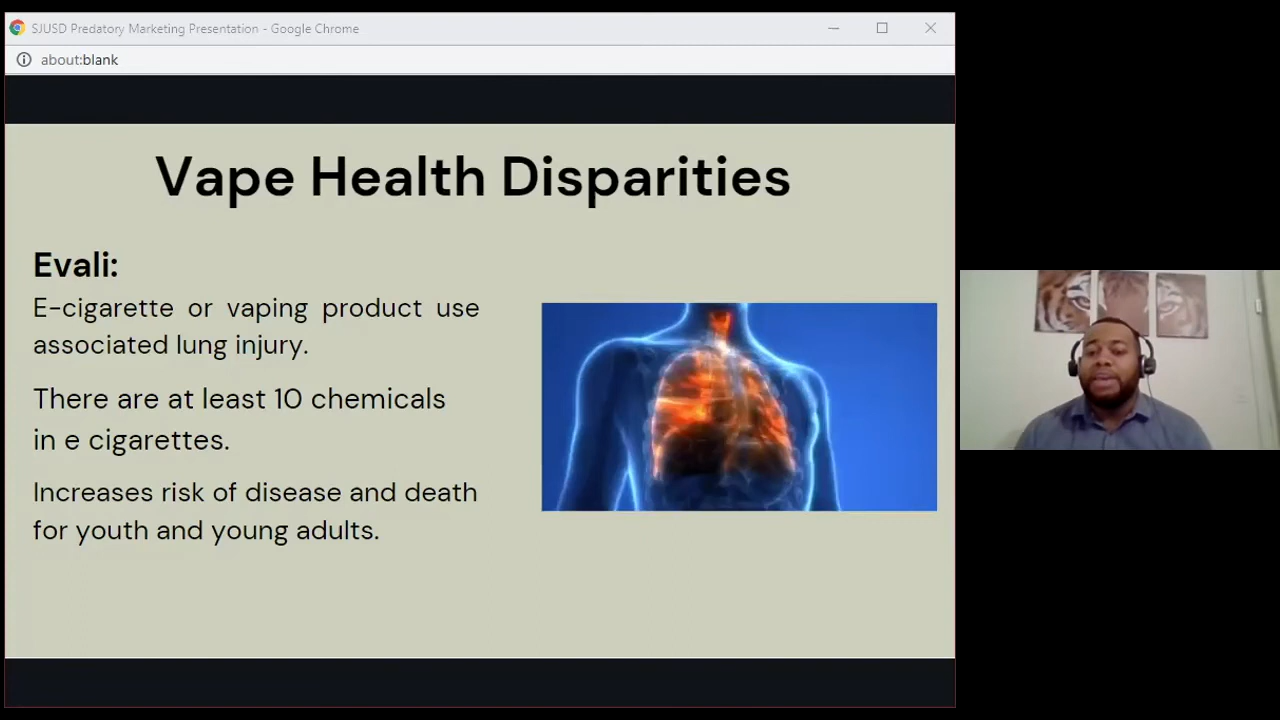 SJUSD Predatory Marketing Presentation - Google Chrome
about:blank
Vape Health Disparities
Evali:
E-cigarette or vaping product use
associated lung injury.
There are at least 10 chemicals
in e cigarettes.
Increases risk of disease and death
for youth and young adults.